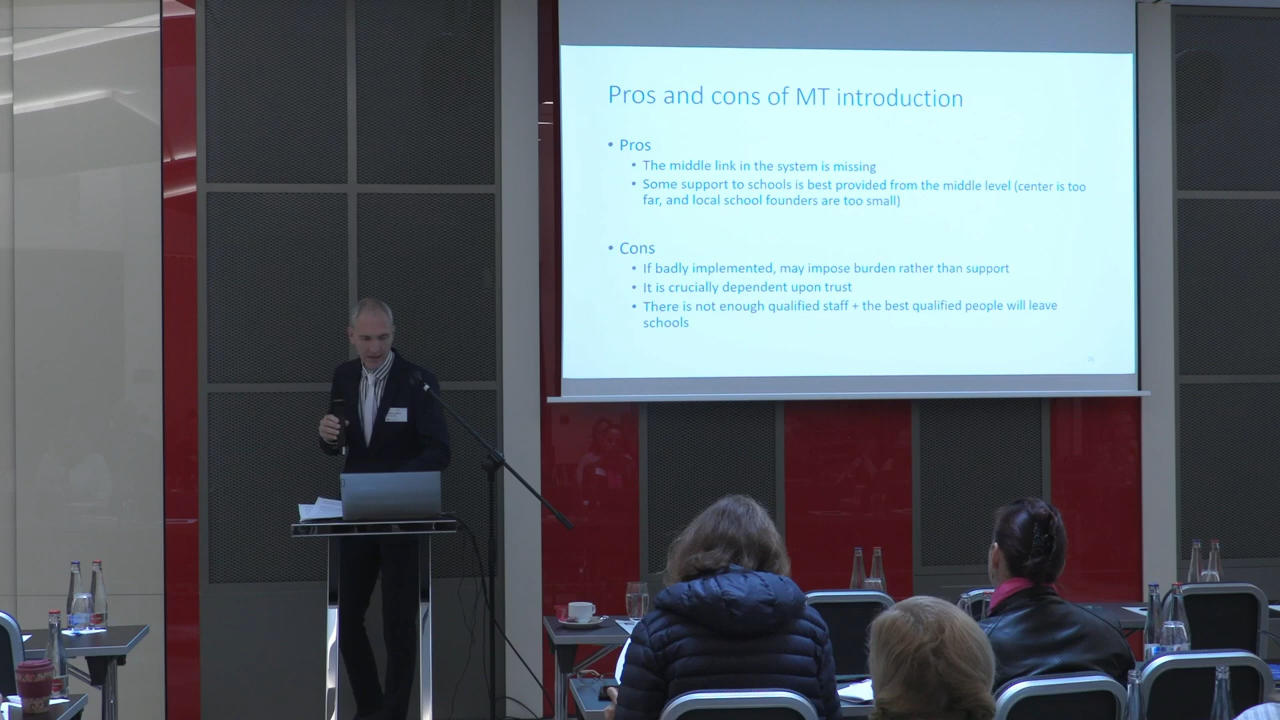 Pros and cons of MT introduction
• Pros
• The middle link in the system is missing
• Some support to schools is best provided from the middle level (center is too
far, and local school founders are too small)
• Cons
• If badly implemented, may impose burden rather than support
• It is crucially dependent upon trust
• There is not enough qualified staff + the best qualified people will leave
schools